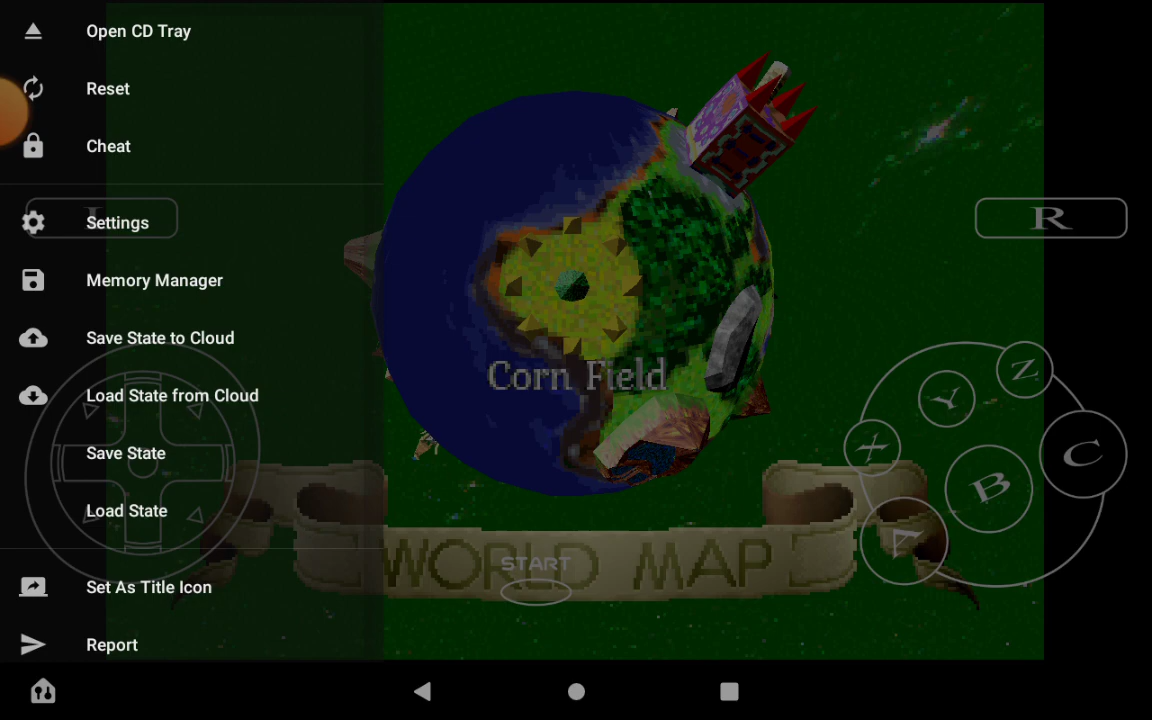 Open CD Tray
Reset
Cheat
L
Settings
R
Memory Manager
Save State to Cloud
Load State from Cloud
Corn Field
Z
Y
X
C
Save State
B
Load State
A
WORLD MAP
START
Set As Title Icon
Report